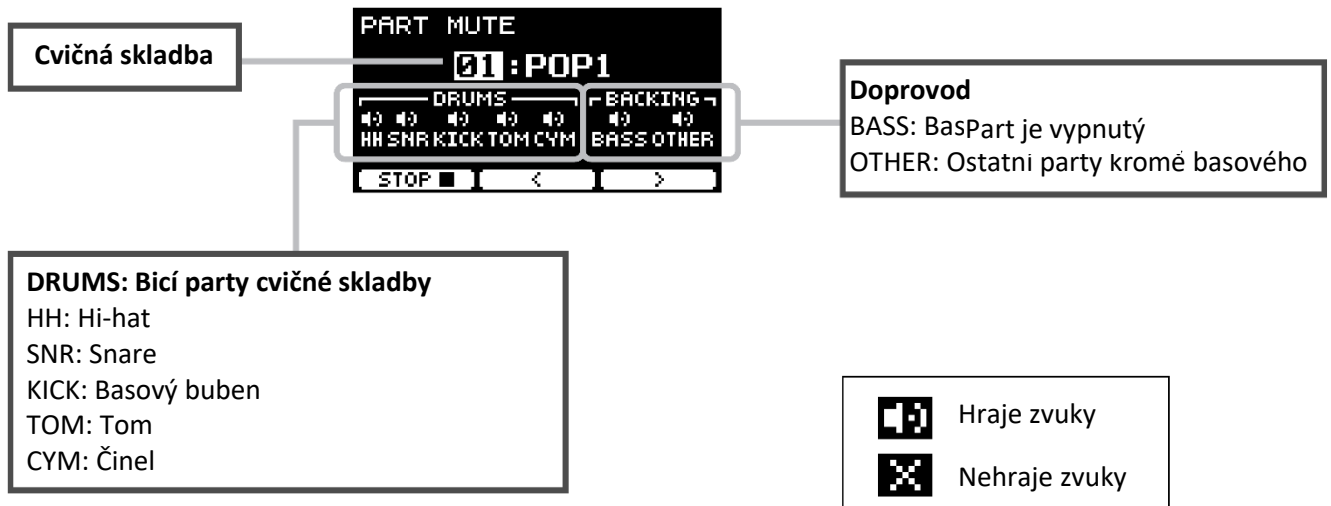 PART MUTE
Cvičná skladba
01:POP1
DRUMS
BACKING
HH SNR KICK TOM CYM BASS OTHER
STOP ■ < >
Doprovod
BASS: BasPart je vypnutý
OTHER: Ostatní party kromě basového
DRUMS: Bicí party cvičné skladby
HH: Hi-hat
SNR: Snare
KICK: Basový buben
TOM: Tom
CYM: Činel
Hraje zvuky
Nehraje zvuky